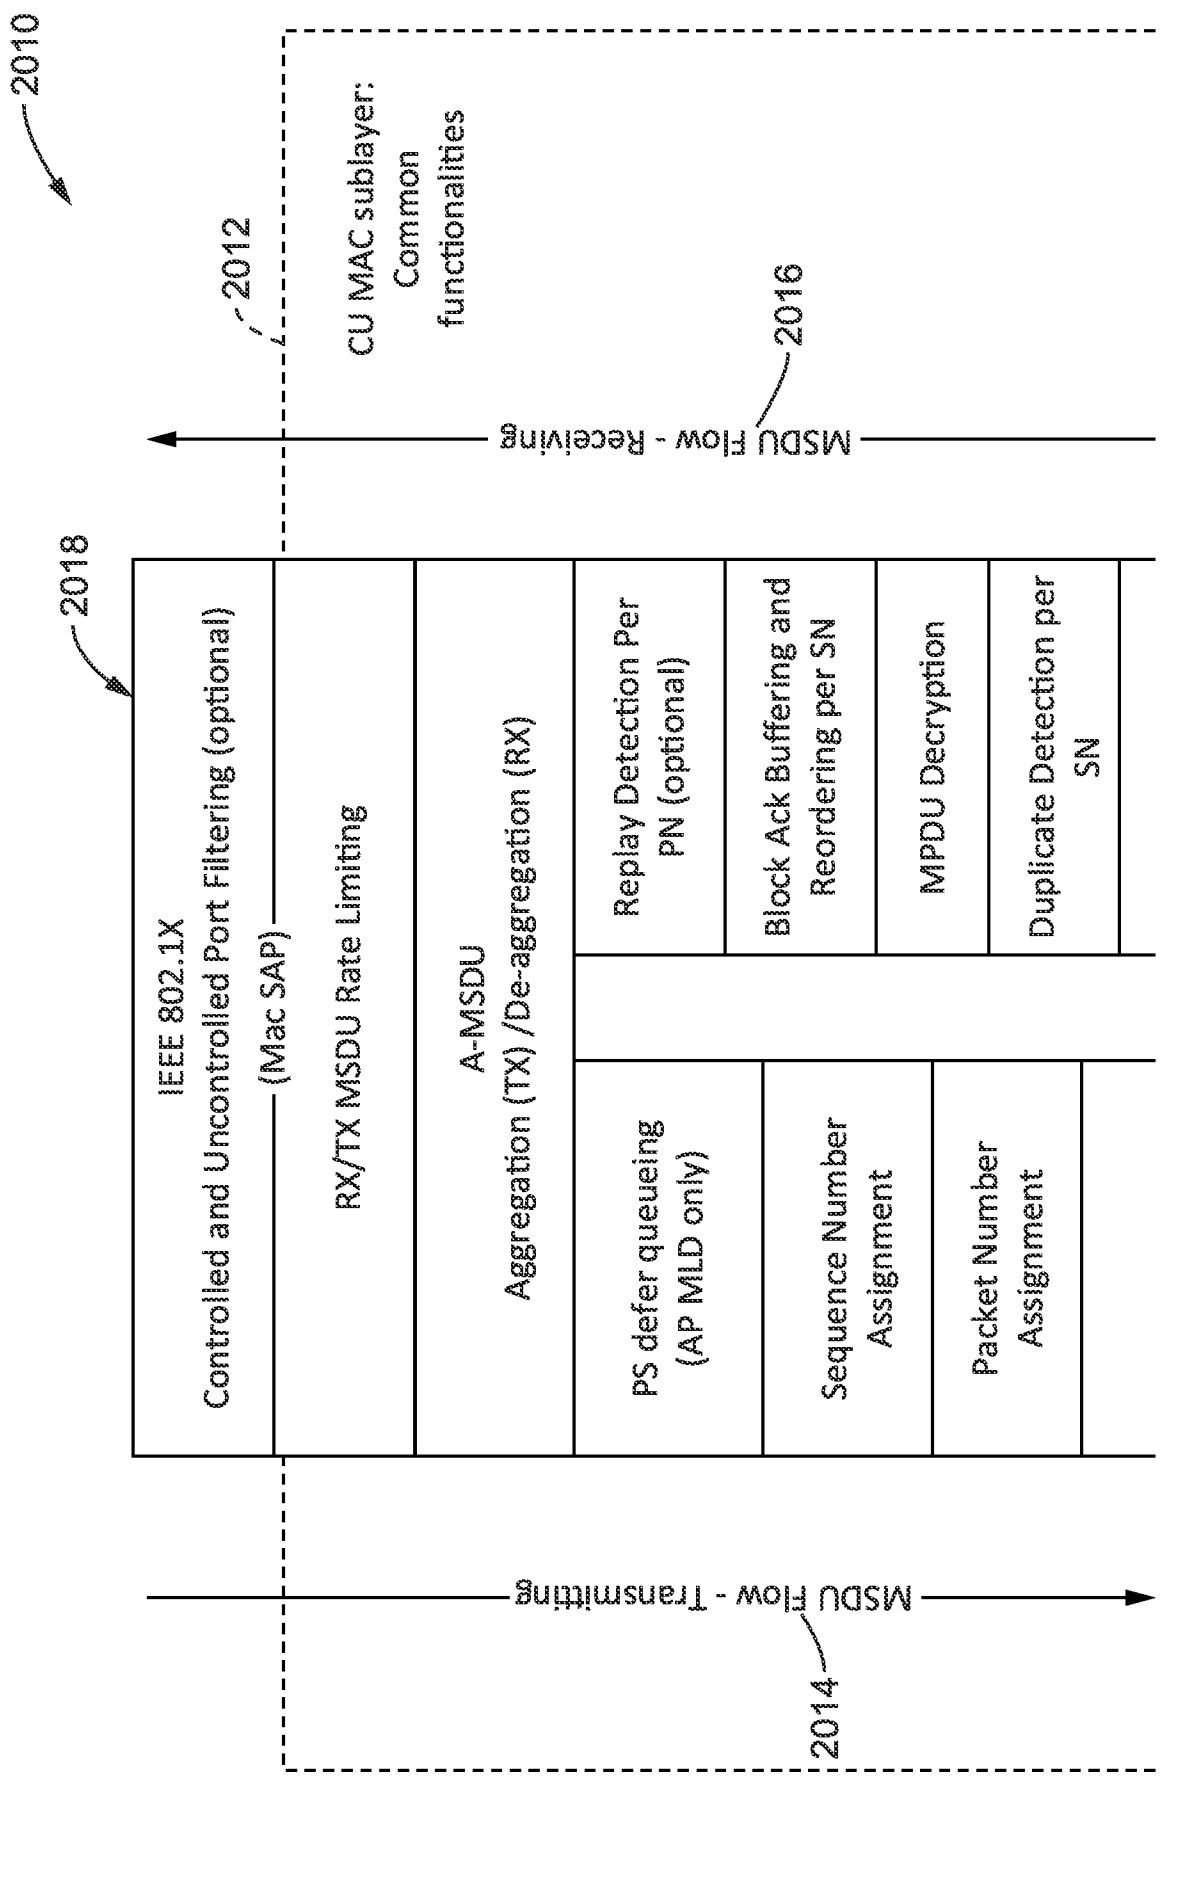 2010
2012
CU MAC sublayer:
Common
functionalities
2018
IEEE 802.1X
Controlled and Uncontrolled Port Filtering (optional)
(Mac SAP)
RX/TX MSDU Rate Limiting
A-MSDU
Aggregation (TX) /De-aggregation (RX)
PS defer queueing
(AP MLD only)
Sequence Number
Assignment
Packet Number
Assignment
Replay Detection Per
PN (optional)
Block Ack Buffering and
Reordering per SN
MPDU Decryption
Duplicate Detection per
SN
MSDU Flow - Transmitting
2014
MSDU Flow - Receiving
2016